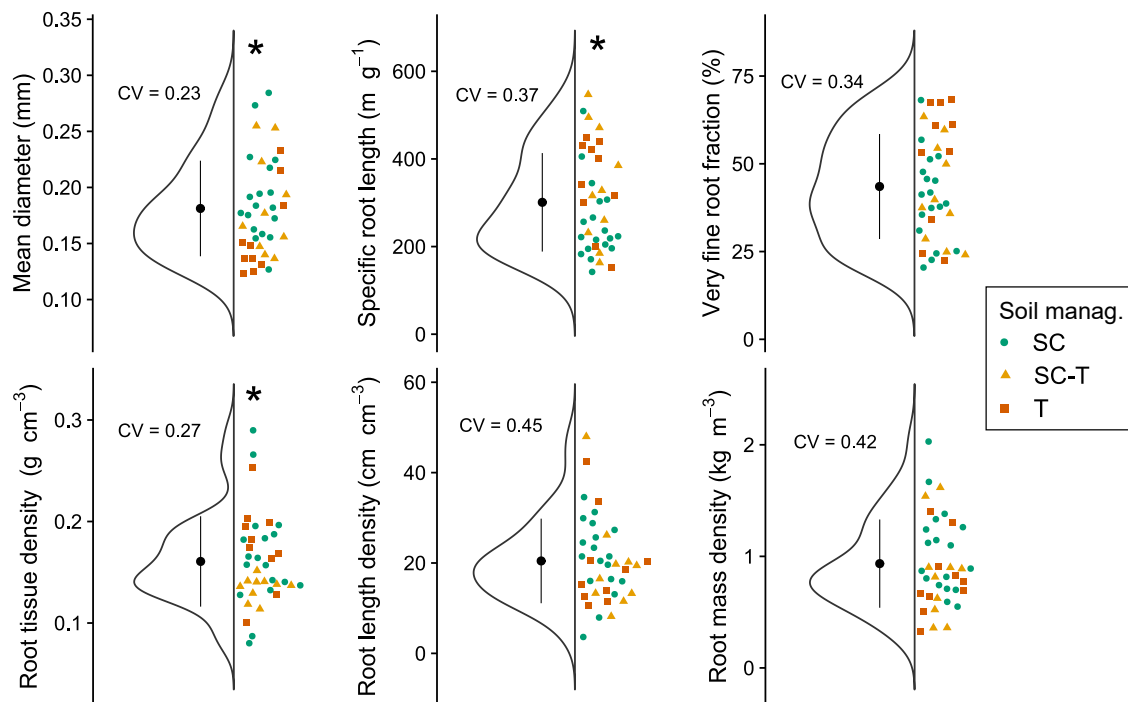 Mean diameter (mm)
0.35
0.30
0.25
0.20
0.15
0.10
CV = 0.23
*
Specific root length (m g⁻¹)
600
400
200
0
CV = 0.37
*
Very fine root fraction (%)
75
50
25
0
CV = 0.34
Root tissue density (g cm⁻³)
0.3
0.2
0.1
CV = 0.27
*
Root length density (cm cm⁻³)
60
40
20
0
CV = 0.45
Root mass density (kg m⁻³)
2
1
0
CV = 0.42
Soil manag.
SC
SC-T
T